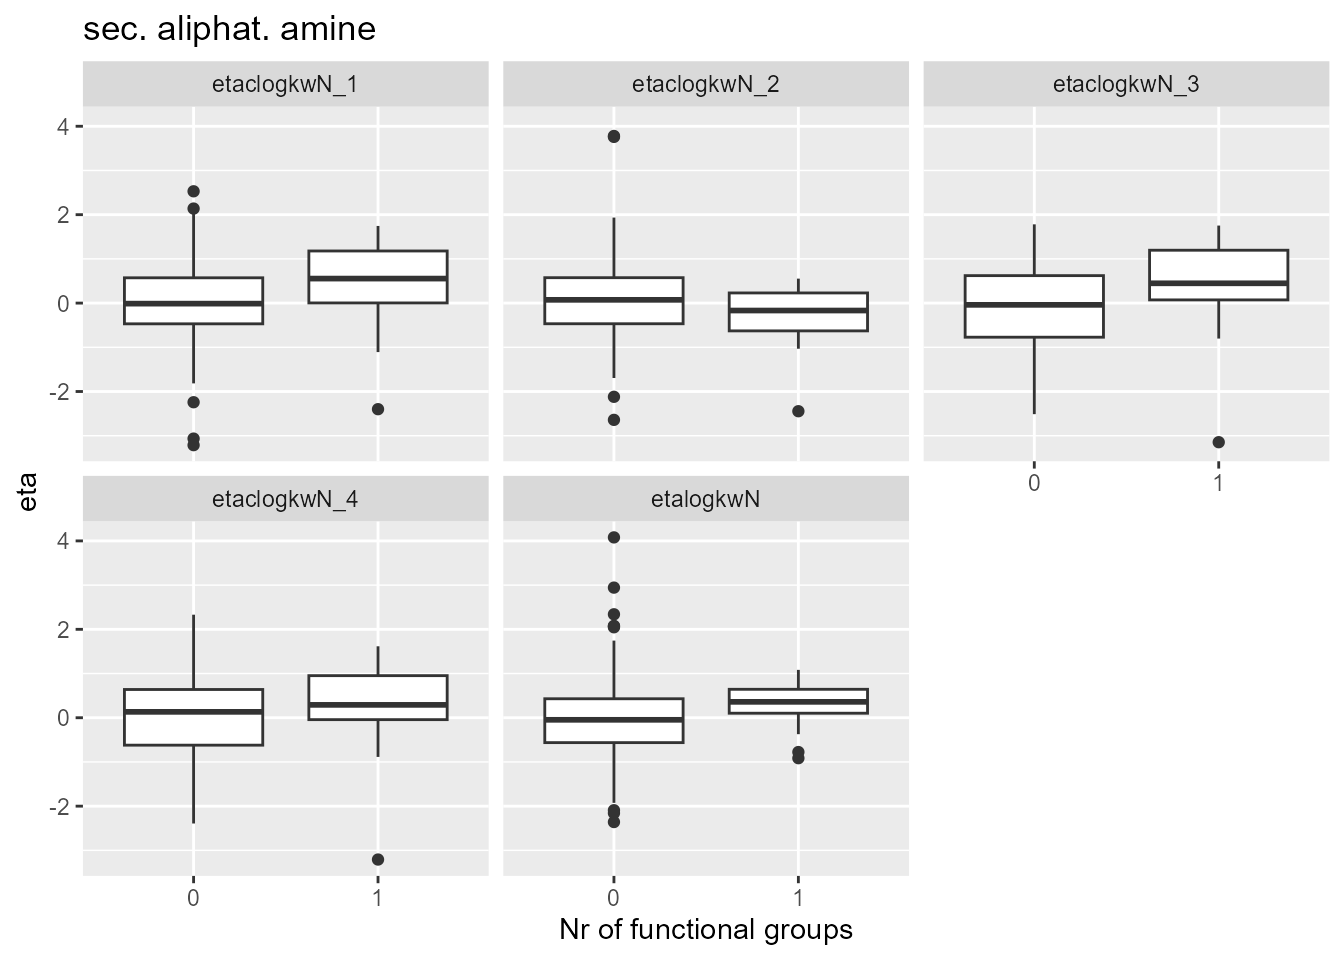 sec. aliphat. amine
etaclogkwN_1
etaclogkwN_2
etaclogkwN_3
4
2
0
-2
0
1
eta
etaclogkwN_4
etalogkwN
4
2
0
-2
0
1
0
1
Nr of functional groups